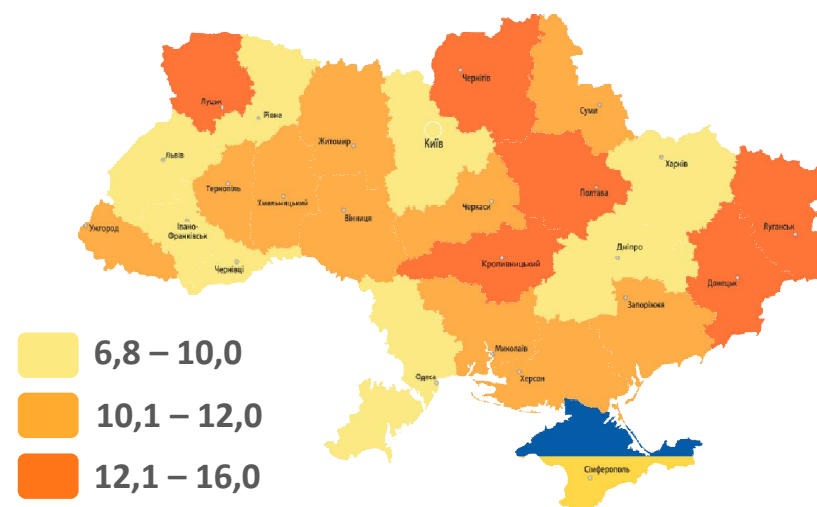 Чернігів
Луцьк
Рівне
Суми
Київ
Житомир
Харків
Львів
Тернопіль
Хмельницький
Полтава
Черкаси
Вінниця
Луганськ
Ужгород
Івано-
Франківськ
Дніпро
Кропивницький
Чернівці
Донецьк
Запоріжжя
Миколаїв
6,8 – 10,0
Одеса
Херсон
10,1 – 12,0
12,1 – 16,0
Сімферополь